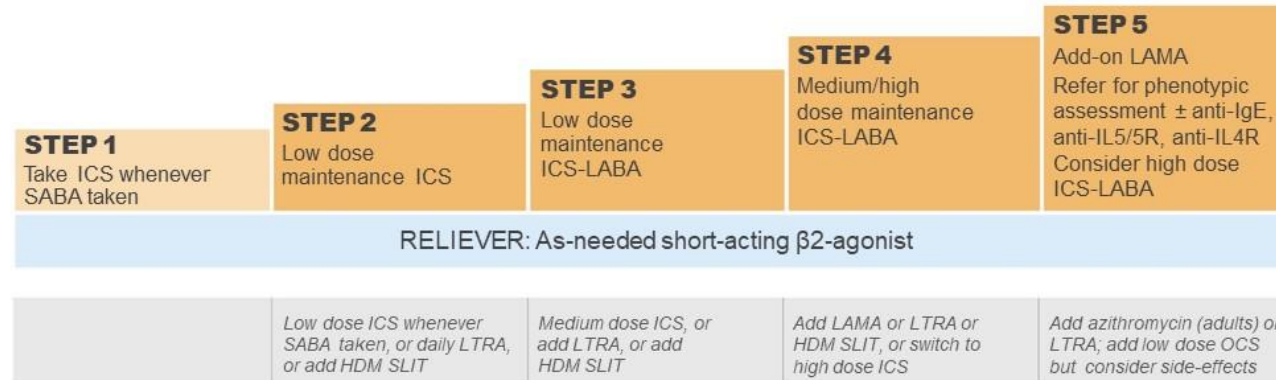 STEP 1
Take ICS whenever
SABA taken
STEP 2
Low dose
maintenance ICS
STEP 3
Low dose
maintenance
ICS-LABA
STEP 4
Medium/high
dose maintenance
ICS-LABA
STEP 5
Add-on LAMA
Refer for phenotypic
assessment ± anti-IgE,
anti-IL5/5R, anti-IL4R
Consider high dose
ICS-LABA
RELIEVER: As-needed short-acting β2-agonist
Low dose ICS whenever
SABA taken, or daily LTRA,
or add HDM SLIT
Medium dose ICS, or
add LTRA, or add
HDM SLIT
Add LAMA or LTRA or
HDM SLIT, or switch to
high dose ICS
Add azithromycin (adults) or
LTRA; add low dose OCS
but consider side-effects